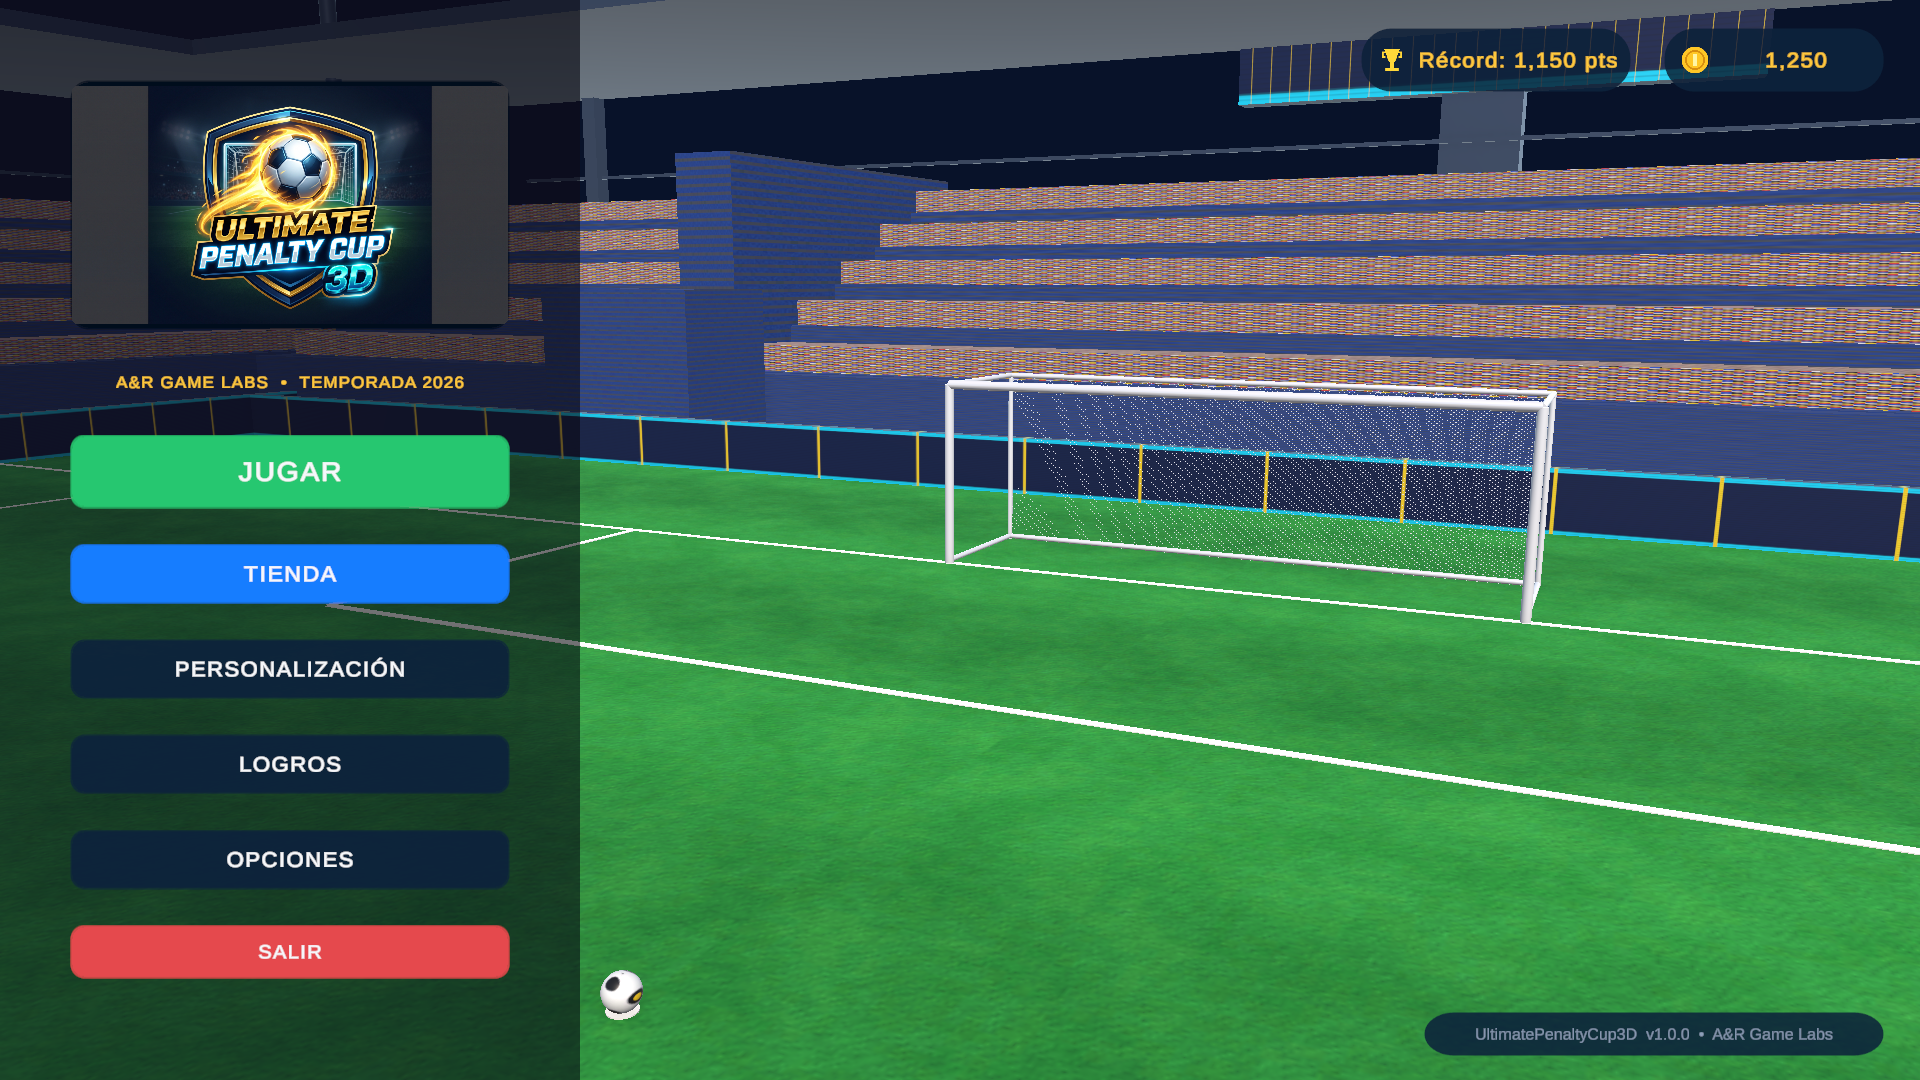 Récord: 1,150 pts
1,250
ULTIMATE
PENALTY CUP
3D
A&R GAME LABS • TEMPORADA 2026
JUGAR
TIENDA
PERSONALIZACIÓN
LOGROS
OPCIONES
SALIR
UltimatePenaltyCup3D v1.0.0 • A&R Game Labs